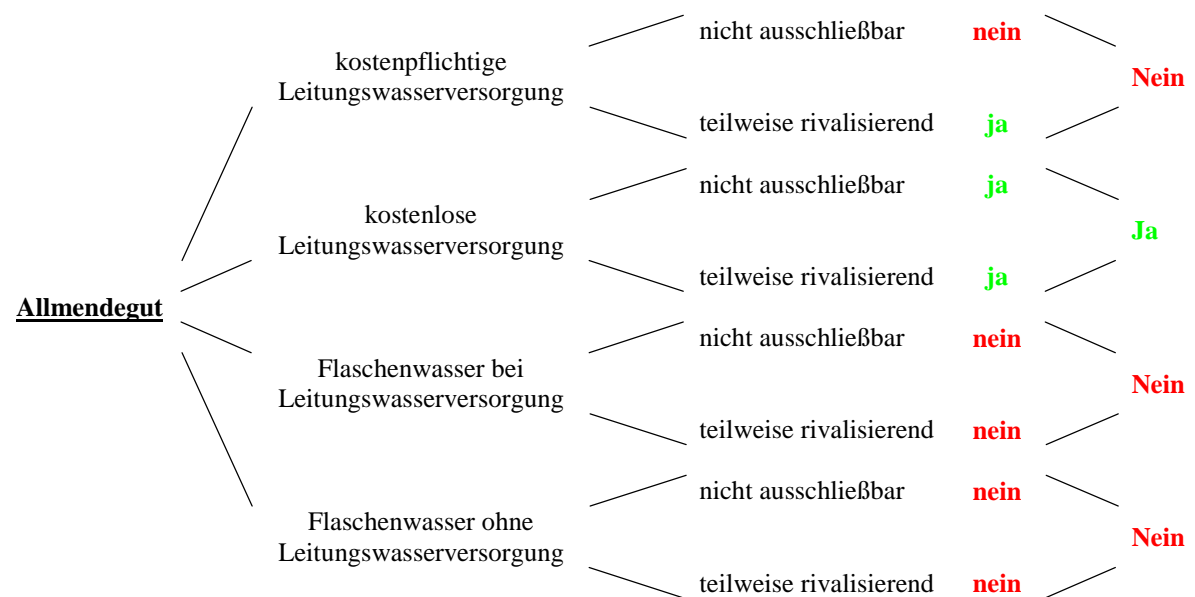 nicht ausschließbar nein
kostenpflichtige
Leitungswasserversorgung
Nein
teilweise rivalisierend ja
nicht ausschließbar ja
kostenlose
Leitungswasserversorgung
Ja
teilweise rivalisierend ja
Allmendegut
nicht ausschließbar nein
Flaschenwasser bei
Leitungswasserversorgung
Nein
teilweise rivalisierend nein
nicht ausschließbar nein
Flaschenwasser ohne
Leitungswasserversorgung
Nein
teilweise rivalisierend nein